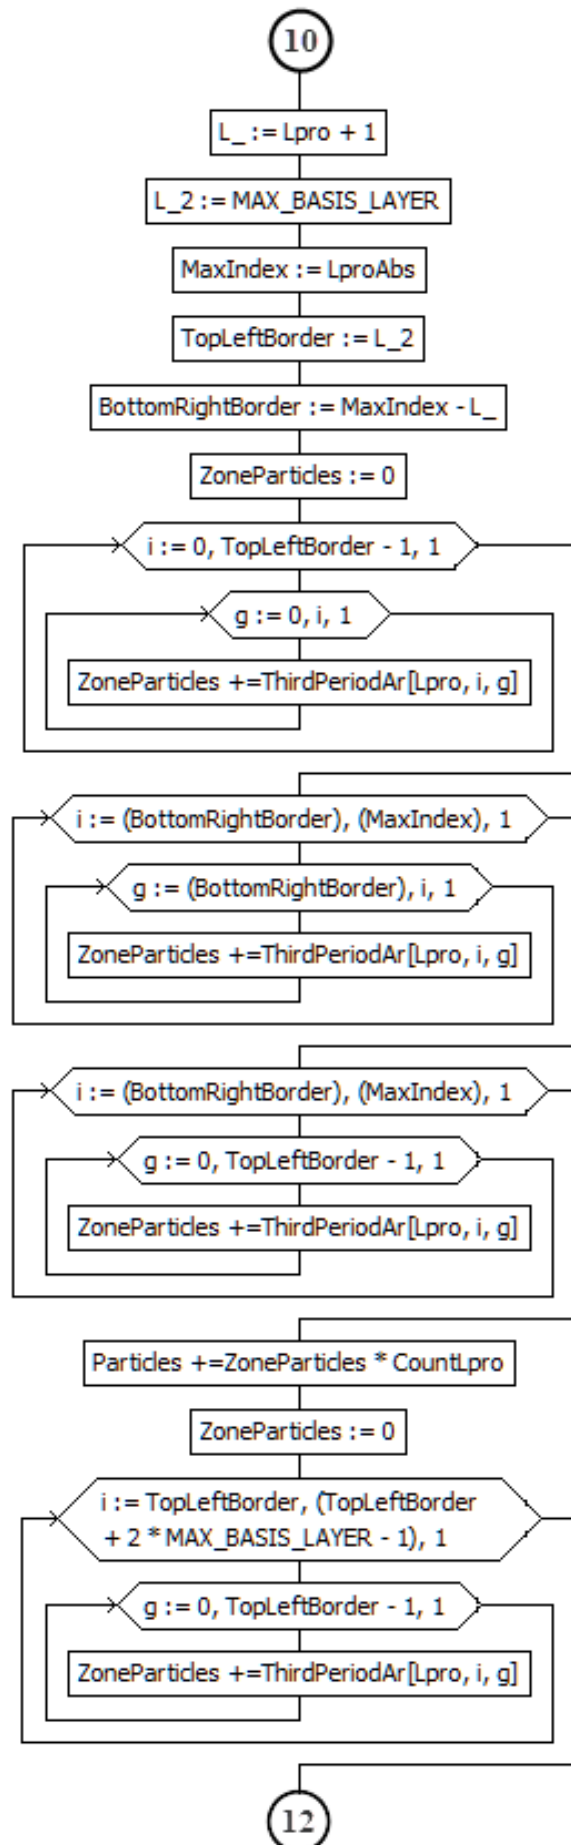 10
L_ := Lpro + 1
L_2 := MAX_BASIS_LAYER
MaxIndex := LproAbs
TopLeftBorder := L_2
BottomRightBorder := MaxIndex - L_
ZoneParticles := 0
i := 0, TopLeftBorder - 1, 1
g := 0, i, 1
ZoneParticles +=ThirdPeriodAr[Lpro, i, g]
i := (BottomRightBorder), (MaxIndex), 1
g := (BottomRightBorder), i, 1
ZoneParticles +=ThirdPeriodAr[Lpro, i, g]
i := (BottomRightBorder), (MaxIndex), 1
g := 0, TopLeftBorder - 1, 1
ZoneParticles +=ThirdPeriodAr[Lpro, i, g]
Particles +=ZoneParticles * CountLpro
ZoneParticles := 0
i := TopLeftBorder, (TopLeftBorder
+ 2 * MAX_BASIS_LAYER - 1), 1
g := 0, TopLeftBorder - 1, 1
ZoneParticles +=ThirdPeriodAr[Lpro, i, g]
12